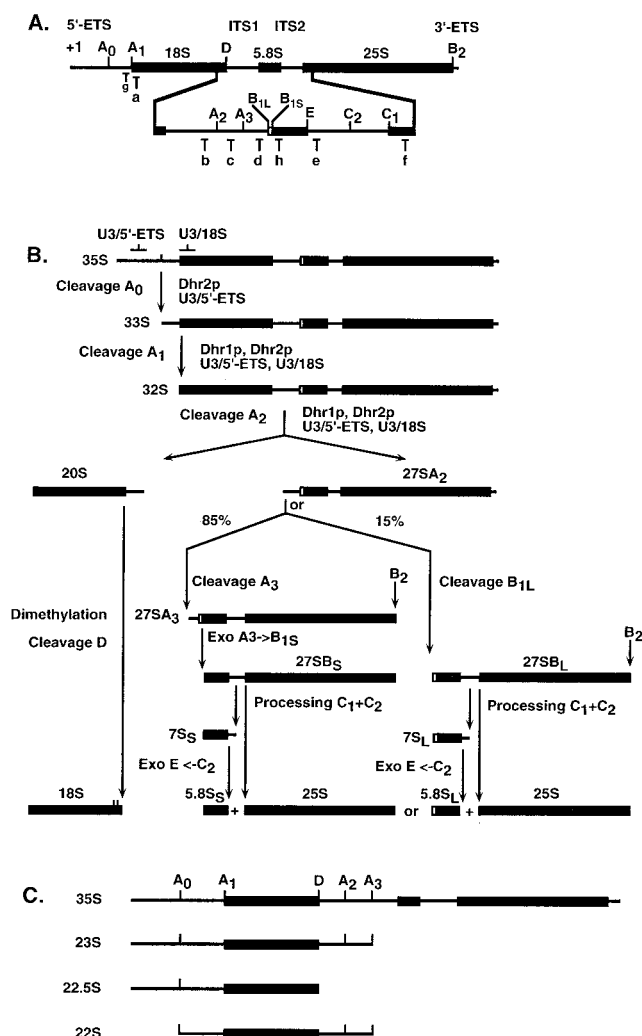 A.
5'-ETS ITS1 ITS2 3'-ETS
+1 A0 A1 18S D 5.8S 25S B2
g a
A2 A3 B1L B1S E C2 C1
b c d h e f
B.
U3/5'-ETS U3/18S
35S
Cleavage A0 Dhr2p
U3/5'-ETS
33S
Cleavage A1 Dhr1p, Dhr2p
U3/5'-ETS, U3/18S
32S
Cleavage A2 Dhr1p, Dhr2p
U3/5'-ETS, U3/18S
20S 27SA2
or
85% 15%
Cleavage A3 B2 Cleavage B1L
Dimethylation
Cleavage D
27SA3
Exo A3->B1S B2
27SBS 27SBL
Processing C1+C2 Processing C1+C2
7SS 7SL
Exo E <-C2 Exo E <-C2
18S 5.8SS + 25S or 5.8SL + 25S
C.
A0 A1 D A2 A3
35S
23S
22.5S
22S